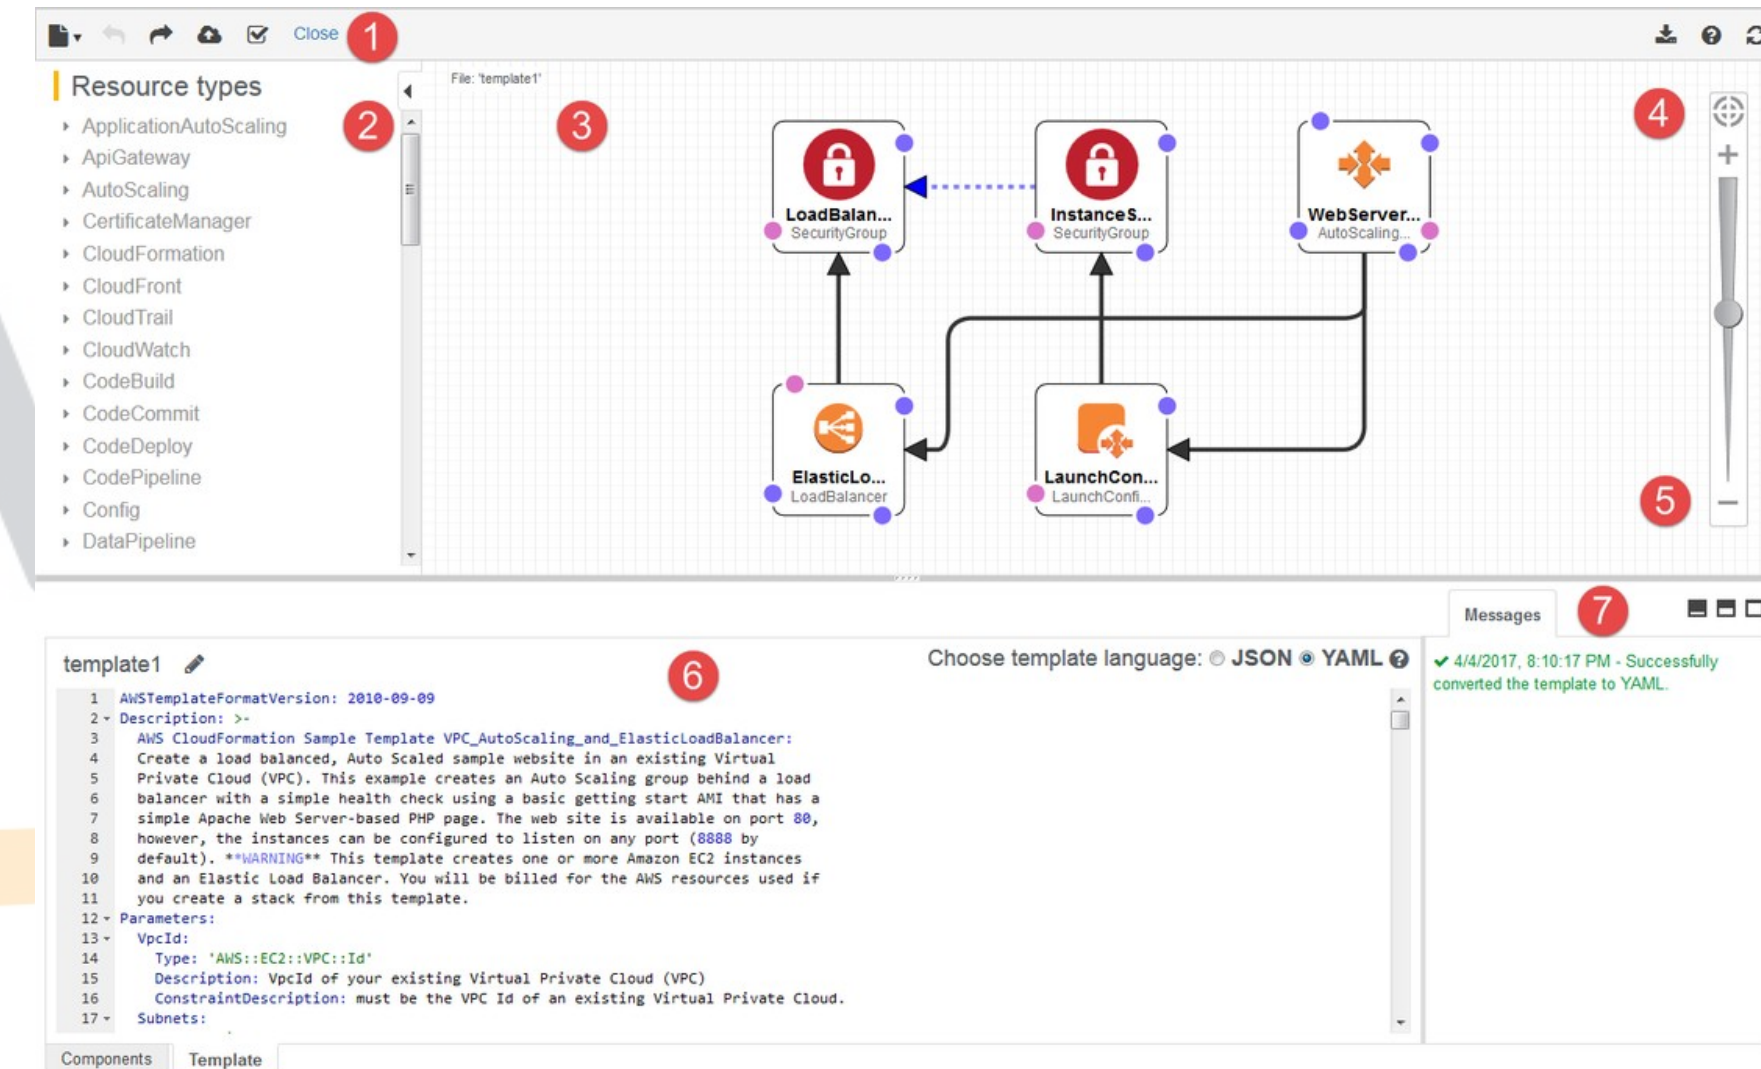 Close
1
Resource types
2
ApplicationAutoScaling
ApiGateway
AutoScaling
CertificateManager
CloudFormation
CloudFront
CloudTrail
CloudWatch
CodeBuild
CodeCommit
CodeDeploy
CodePipeline
Config
DataPipeline
File: 'template1'
3
LoadBalan...
SecurityGroup
InstanceS...
SecurityGroup
WebServer...
AutoScaling...
ElasticLo...
LoadBalancer
LaunchCon...
LaunchConfi...
4
5
template1
6
Choose template language: JSON YAML
1 AWSTemplateFormatVersion: 2010-09-09
2 Description: >-
3 AWS CloudFormation Sample Template VPC_AutoScaling_and_ElasticLoadBalancer:
4 Create a load balanced, Auto Scaled sample website in an existing Virtual
5 Private Cloud (VPC). This example creates an Auto Scaling group behind a load
6 balancer with a simple health check using a basic getting start AMI that has a
7 simple Apache Web Server-based PHP page. The web site is available on port 80,
8 however, the instances can be configured to listen on any port (8888 by
9 default). **WARNING** This template creates one or more Amazon EC2 instances
10 and an Elastic Load Balancer. You will be billed for the AWS resources used if
11 you create a stack from this template.
12 Parameters:
13 VpcId:
14 Type: 'AWS::EC2::VPC::Id'
15 Description: VpcId of your existing Virtual Private Cloud (VPC)
16 ConstraintDescription: must be the VPC Id of an existing Virtual Private Cloud.
17 Subnets:
Components
Template
Messages
7
4/4/2017, 8:10:17 PM - Successfully
converted the template to YAML.